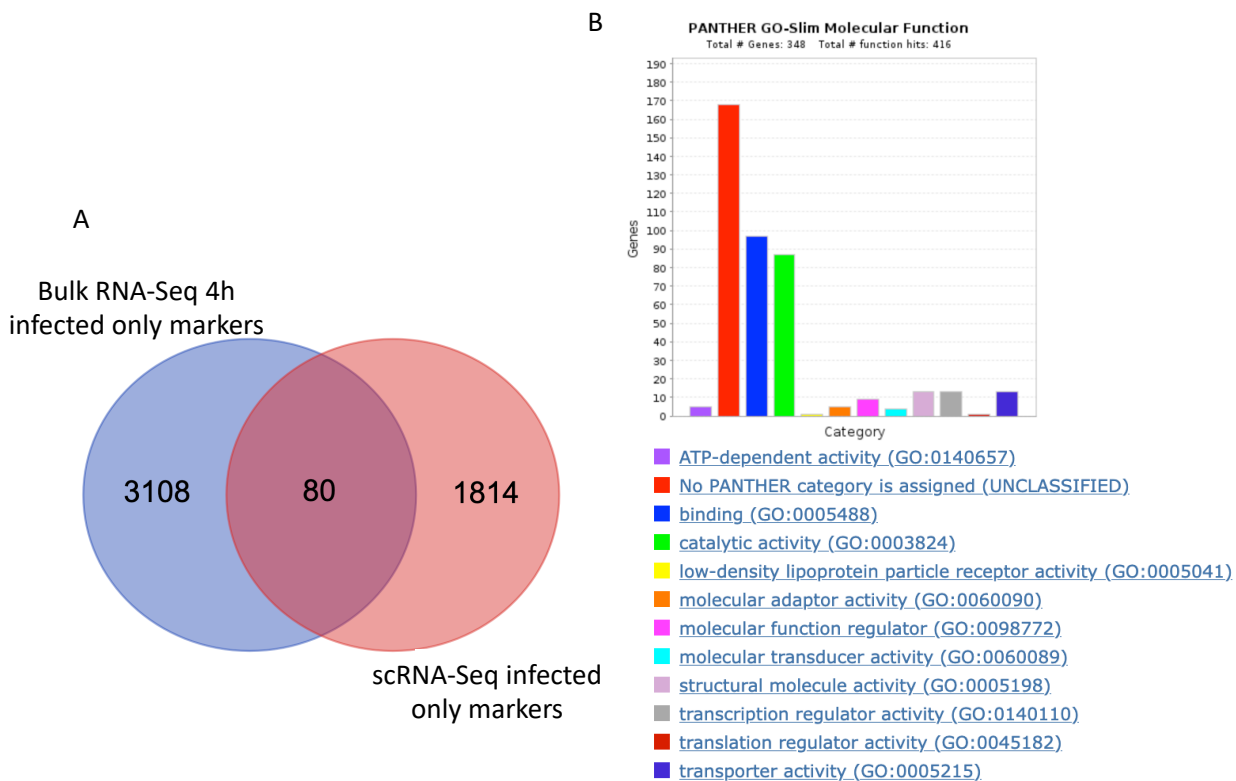 A
Bulk RNA-Seq 4h
infected only markers
3108
80
1814
scRNA-Seq infected
only markers
B
PANTHER GO-Slim Molecular Function
Total # Genes: 348 Total # function hits: 416
190
180
170
160
150
140
130
120
110
100
90
80
70
60
50
40
30
20
10
0
Genes
Category
ATP-dependent activity (GO:0140657)
No PANTHER category is assigned (UNCLASSIFIED)
binding (GO:0005488)
catalytic activity (GO:0003824)
low-density lipoprotein particle receptor activity (GO:0005041)
molecular adaptor activity (GO:0060090)
molecular function regulator (GO:0098772)
molecular transducer activity (GO:0060089)
structural molecule activity (GO:0005198)
transcription regulator activity (GO:0140110)
translation regulator activity (GO:0045182)
transporter activity (GO:0005215)